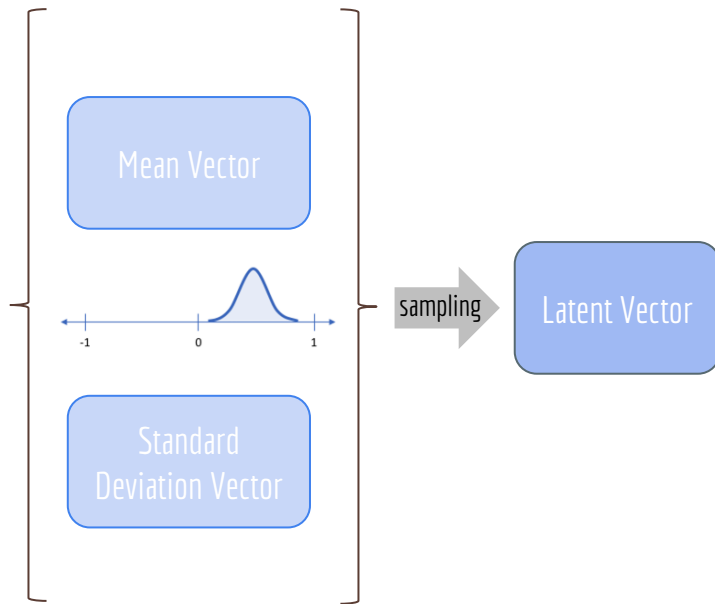 Mean Vector
-1 0 1
sampling
Latent Vector
Standard
Deviation Vector